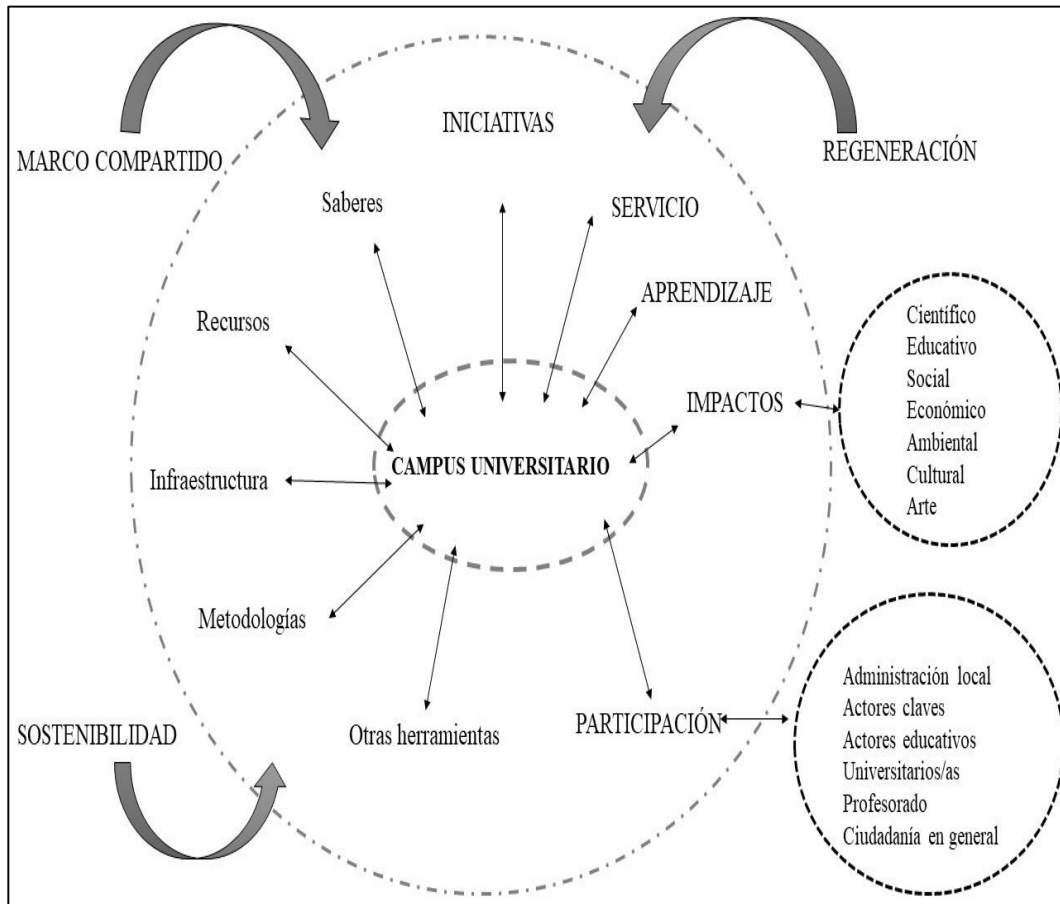 INICIATIVAS
MARCO COMPARTIDO
REGENERACIÓN
Saberes
SERVICIO
APRENDIZAJE
Recursos
IMPACTOS
Científico
Educativo
Social
Económico
Ambiental
Cultural
Arte
CAMPUS UNIVERSITARIO
Infraestructura
Metodologías
SOSTENIBILIDAD
Otras herramientas
PARTICIPACIÓN
Administración local
Actores claves
Actores educativos
Universitarios/as
Profesorado
Ciudadanía en general